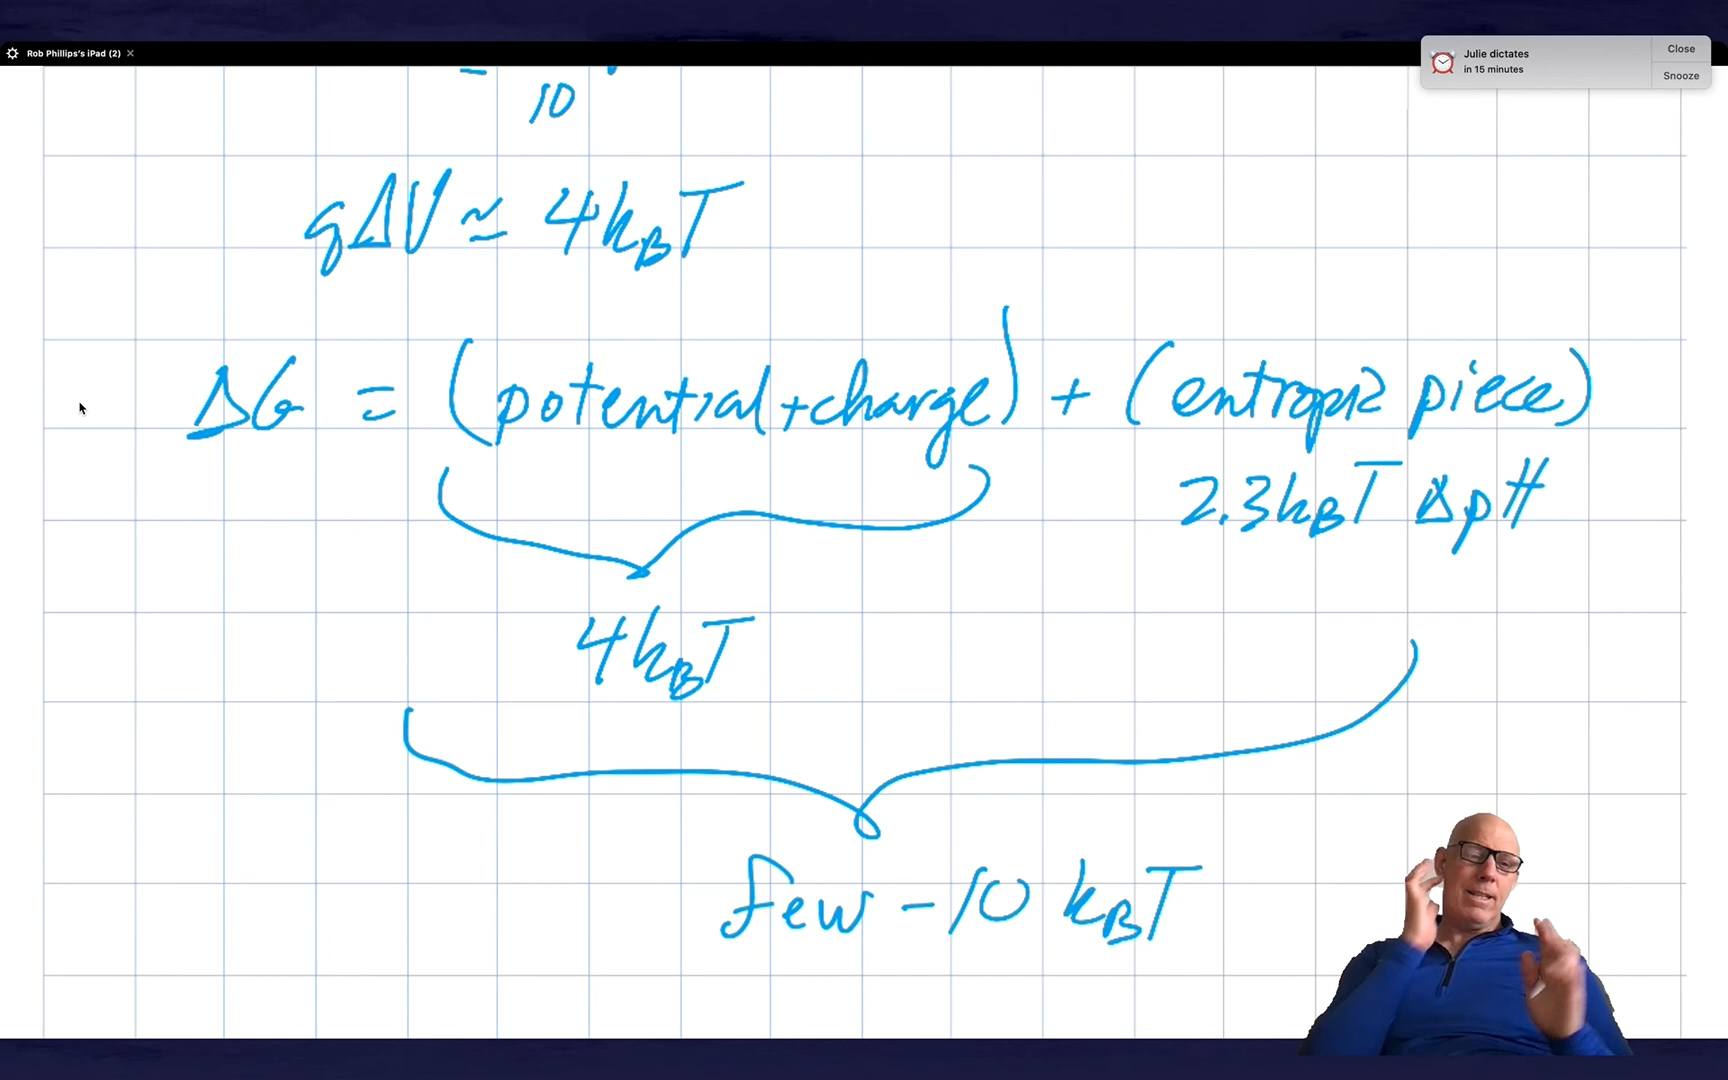 Rob Phillips's iPad (2)
Julie dictates
in 15 minutes
Close
Snooze
10
qΔV ≃ 4kBT
ΔG = (potential+charge) + (entropic piece)
2.3kBT ΔpH
4kBT
few - 10 kBT